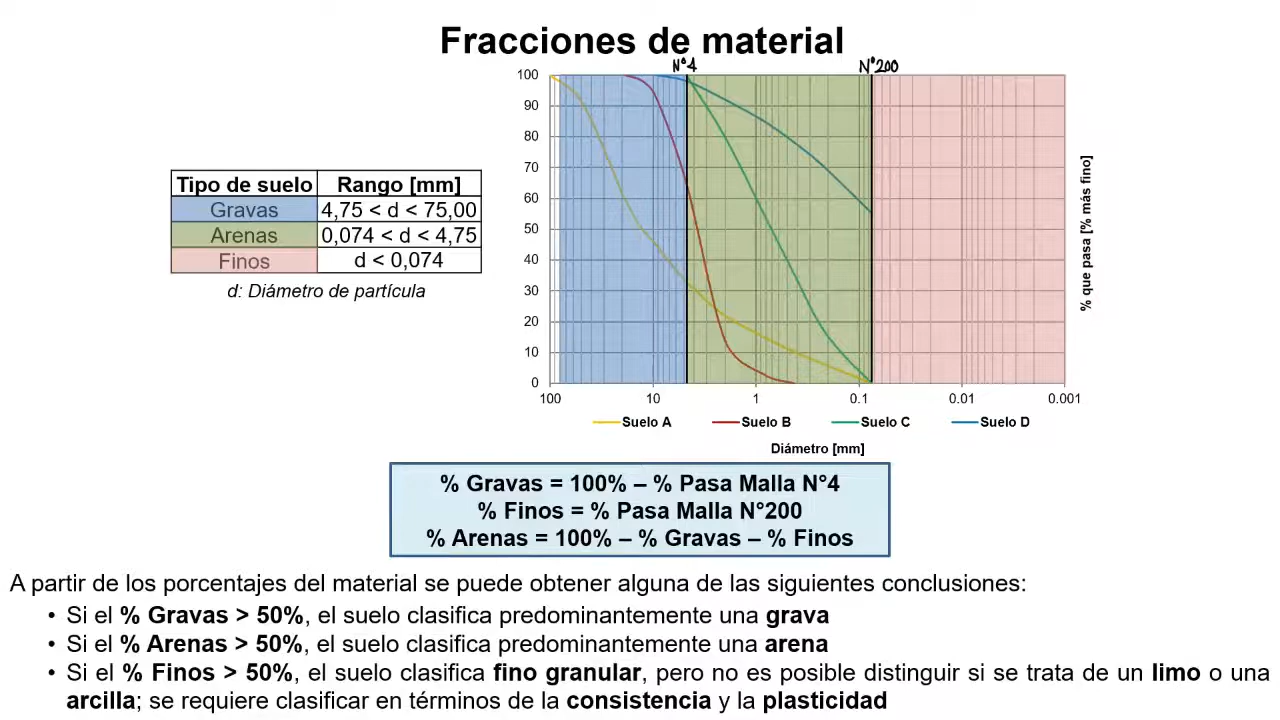 Fracciones de material
N°4
N°200
100
90
80
70
60
50
40
30
20
10
0
100
10
1
0.1
0.01
0.001
% que pasa [% más fino]
Suelo A
Suelo B
Suelo C
Suelo D
Diámetro [mm]
Tipo de suelo Rango [mm]
Gravas 4,75 < d < 75,00
Arenas 0,074 < d < 4,75
Finos d < 0,074
d: Diámetro de partícula
% Gravas = 100% – % Pasa Malla N°4
% Finos = % Pasa Malla N°200
% Arenas = 100% – % Gravas – % Finos
A partir de los porcentajes del material se puede obtener alguna de las siguientes conclusiones:
• Si el % Gravas > 50%, el suelo clasifica predominantemente una grava
• Si el % Arenas > 50%, el suelo clasifica predominantemente una arena
• Si el % Finos > 50%, el suelo clasifica fino granular, pero no es posible distinguir si se trata de un limo o una
arcilla; se requiere clasificar en términos de la consistencia y la plasticidad